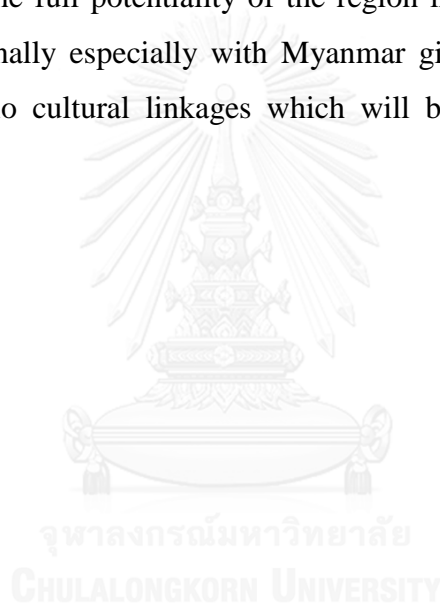 the full potentiality of the region
nally especially with Myanmar gi
o cultural linkages which will b
จุฬาลงกรณ์มหาวิทยาลัย
CHULALONGKORN UNIVERSITY